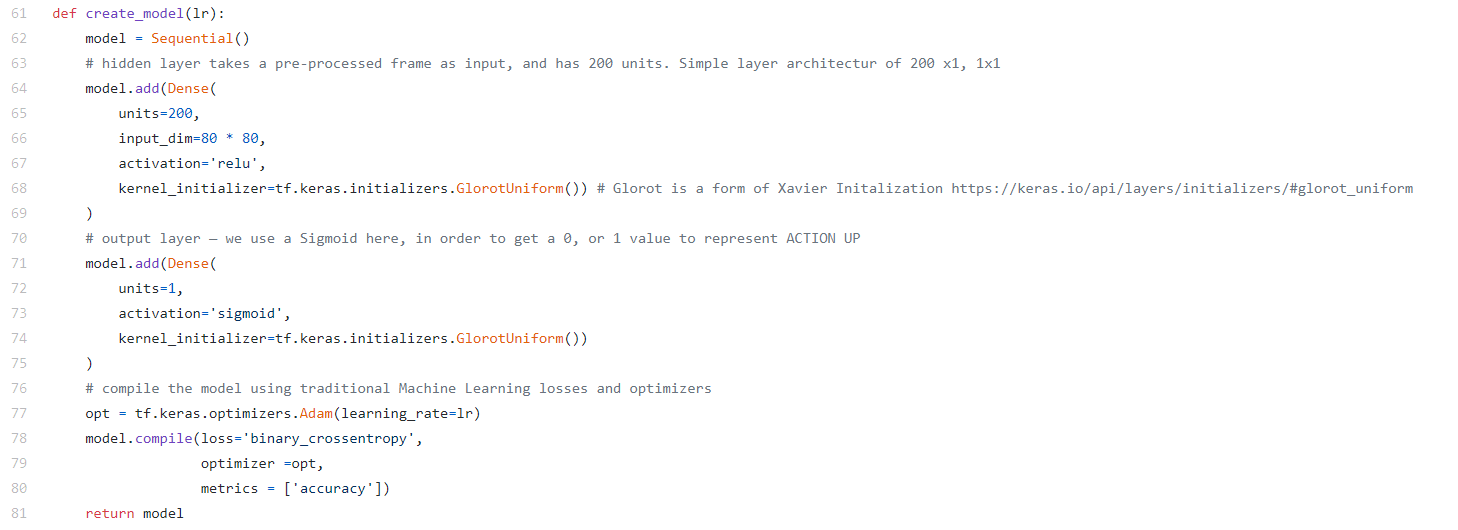 61 def create_model(lr):
62     model = Sequential()
63     # hidden layer takes a pre-processed frame as input, and has 200 units. Simple layer architectur of 200 x1, 1x1
64     model.add(Dense(
65         units=200,
66         input_dim=80 * 80,
67         activation='relu',
68         kernel_initializer=tf.keras.initializers.GlorotUniform()) # Glorot is a form of Xavier Initalization https://keras.io/api/layers/initializers/#glorot_uniform
69     )
70     # output layer — we use a Sigmoid here, in order to get a 0, or 1 value to represent ACTION UP
71     model.add(Dense(
72         units=1,
73         activation='sigmoid',
74         kernel_initializer=tf.keras.initializers.GlorotUniform())
75     )
76     # compile the model using traditional Machine Learning losses and optimizers
77     opt = tf.keras.optimizers.Adam(learning_rate=lr)
78     model.compile(loss='binary_crossentropy',
79                   optimizer =opt,
80                   metrics = ['accuracy'])
81     return model